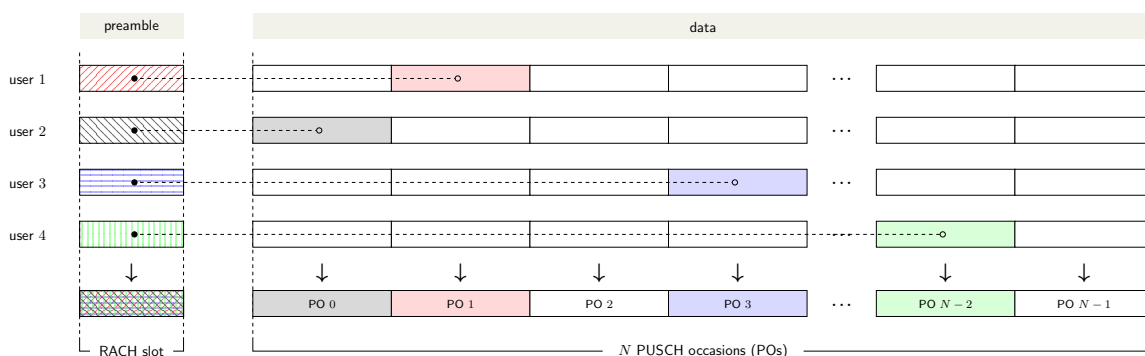 preamble data
user 1 ...
user 2 ...
user 3 ...
user 4
PO 0 PO 1 PO 2 PO 3 ... PO N − 2 PO N − 1
RACH slot N PUSCH occasions (POs)